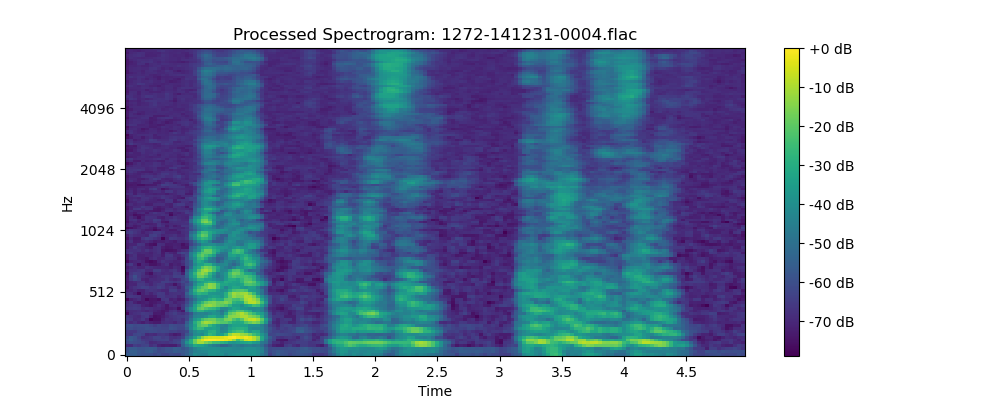 Processed Spectrogram: 1272-141231-0004.flac
Hz
4096
2048
1024
512
0
0 0.5 1 1.5 2 2.5 3 3.5 4 4.5
Time
+0 dB
-10 dB
-20 dB
-30 dB
-40 dB
-50 dB
-60 dB
-70 dB